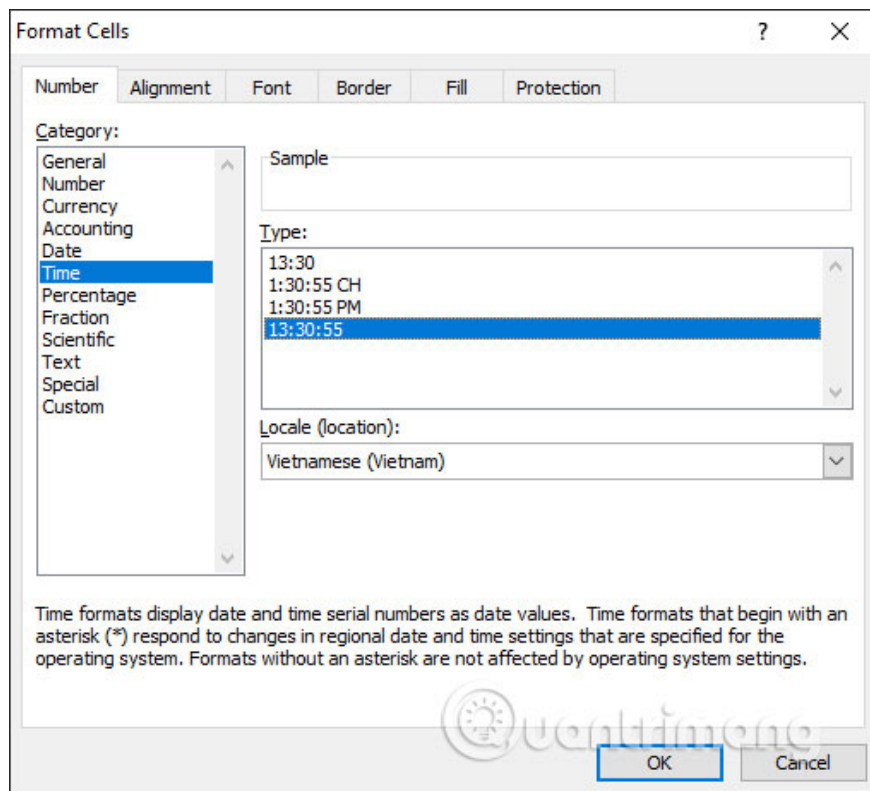 Format Cells
?
Number Alignment Font Border Fill Protection
Category:
General
Number
Currency
Accounting
Date
Time
Percentage
Fraction
Scientific
Text
Special
Custom
Sample
Type:
13:30
1:30:55 CH
1:30:55 PM
13:30:55
Locale (location):
Vietnamese (Vietnam)
Time formats display date and time serial numbers as date values. Time formats that begin with an
asterisk (*) respond to changes in regional date and time settings that are specified for the
operating system. Formats without an asterisk are not affected by operating system settings.
Quantrimang
OK Cancel